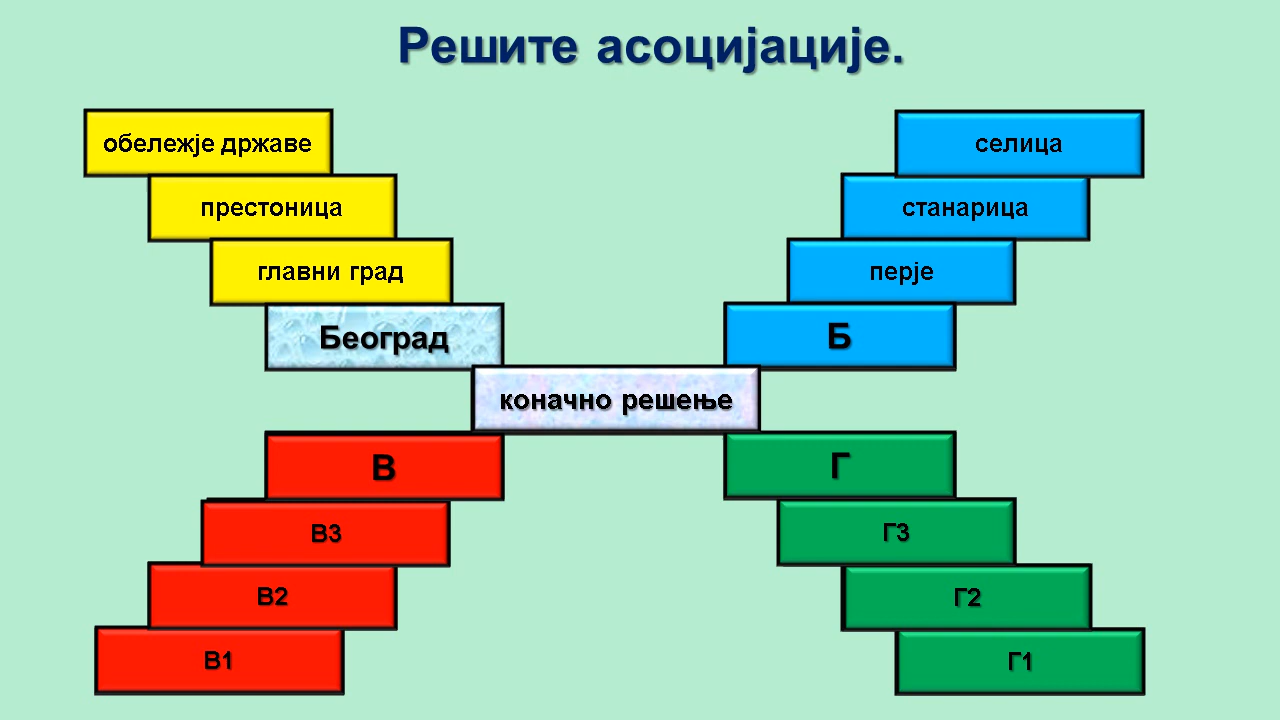 Решите асоцијације.
обележје државе
селица
престоница
станарица
главни град
перје
Београд
Б
коначно решење
В
Г
В3
Г3
В2
Г2
В1
Г1